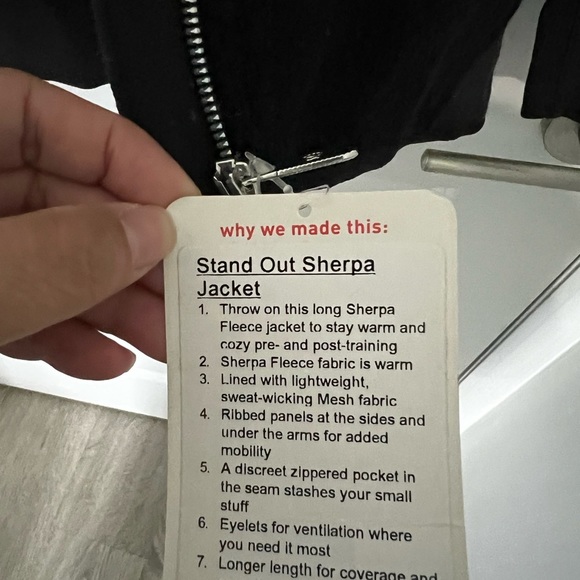 why we made this:
Stand Out Sherpa
Jacket
1. Throw on this long Sherpa
Fleece jacket to stay warm and
cozy pre- and post-training
2. Sherpa Fleece fabric is warm
3. Lined with lightweight,
sweat-wicking Mesh fabric
4. Ribbed panels at the sides and
under the arms for added
mobility
5. A discreet zippered pocket in
the seam stashes your small
stuff
6. Eyelets for ventilation where
you need it most
7. Longer length for coverage and